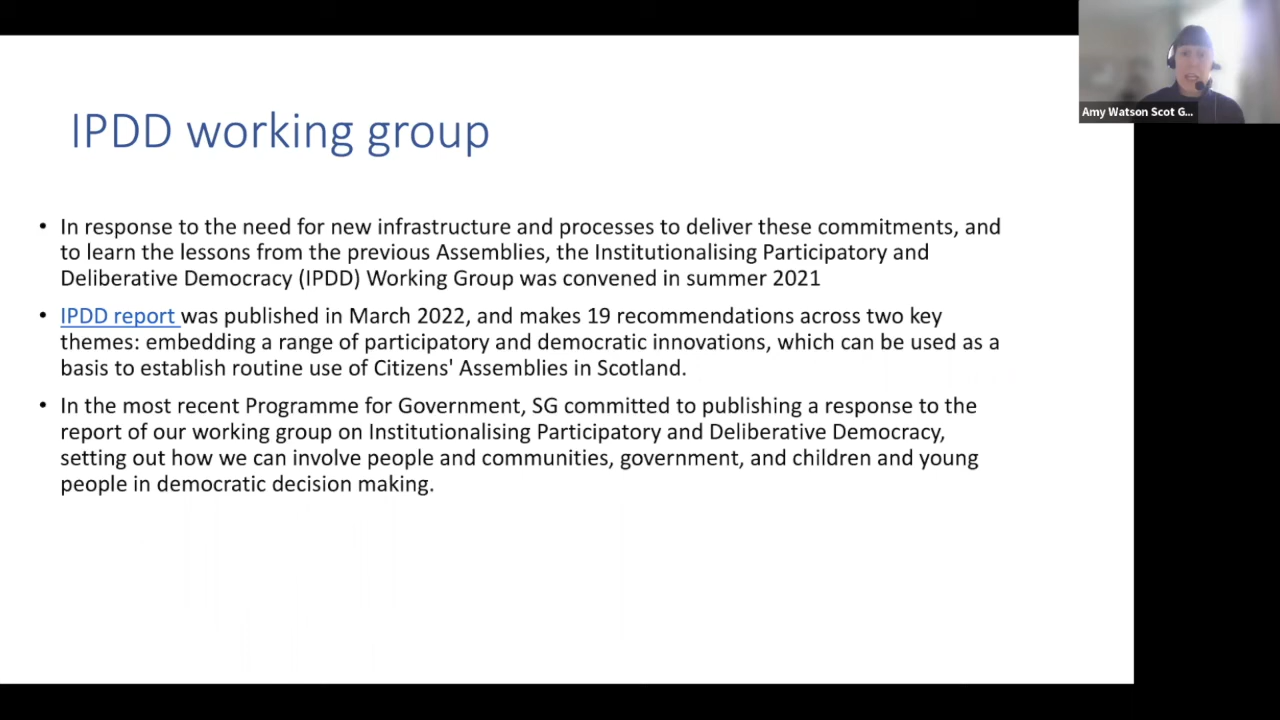 Amy Watson Scot G...
IPDD working group
• In response to the need for new infrastructure and processes to deliver these commitments, and
to learn the lessons from the previous Assemblies, the Institutionalising Participatory and
Deliberative Democracy (IPDD) Working Group was convened in summer 2021
• IPDD report was published in March 2022, and makes 19 recommendations across two key
themes: embedding a range of participatory and democratic innovations, which can be used as a
basis to establish routine use of Citizens' Assemblies in Scotland.
• In the most recent Programme for Government, SG committed to publishing a response to the
report of our working group on Institutionalising Participatory and Deliberative Democracy,
setting out how we can involve people and communities, government, and children and young
people in democratic decision making.